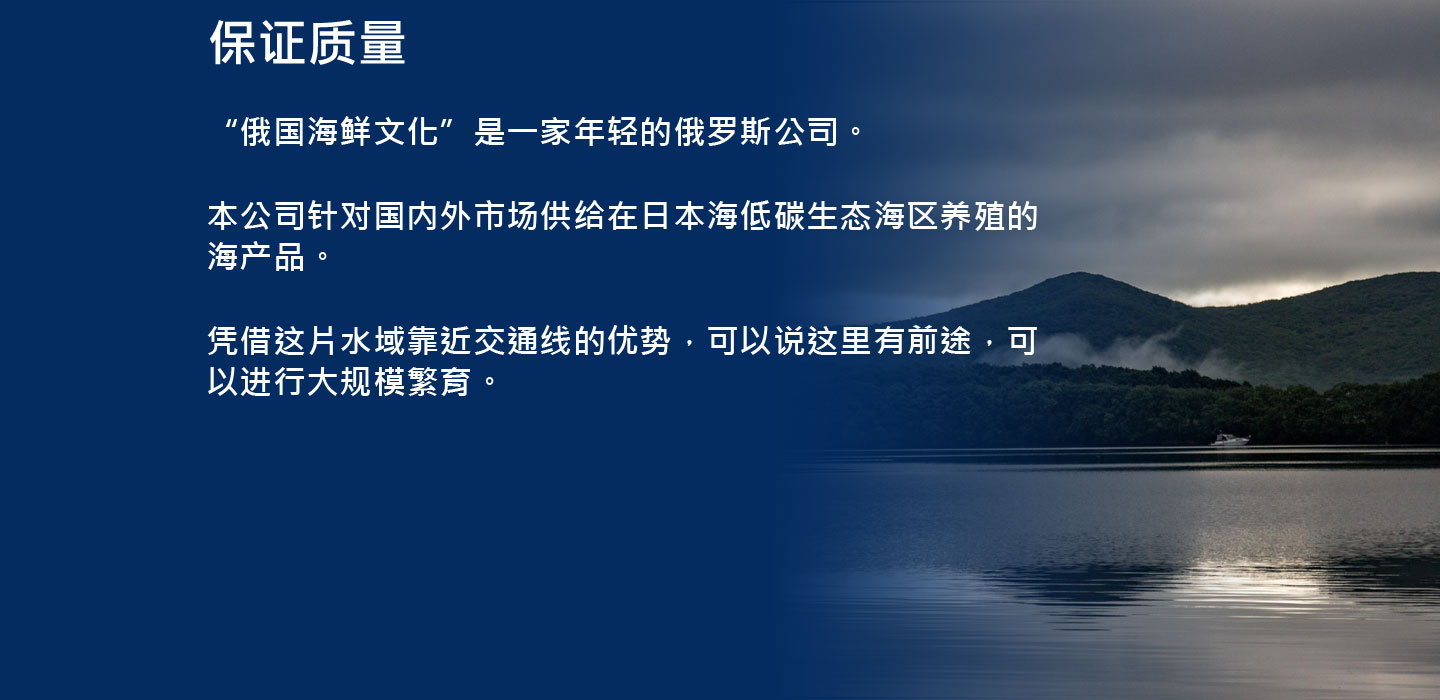 保证质量
“俄国海鲜文化”是一家年轻的俄罗斯公司。
本公司针对国内外市场供给在日本海低碳生态海区养殖的
海产品。
凭借这片水域靠近交通线的优势，可以说这里有前途，可
以进行大规模繁育。